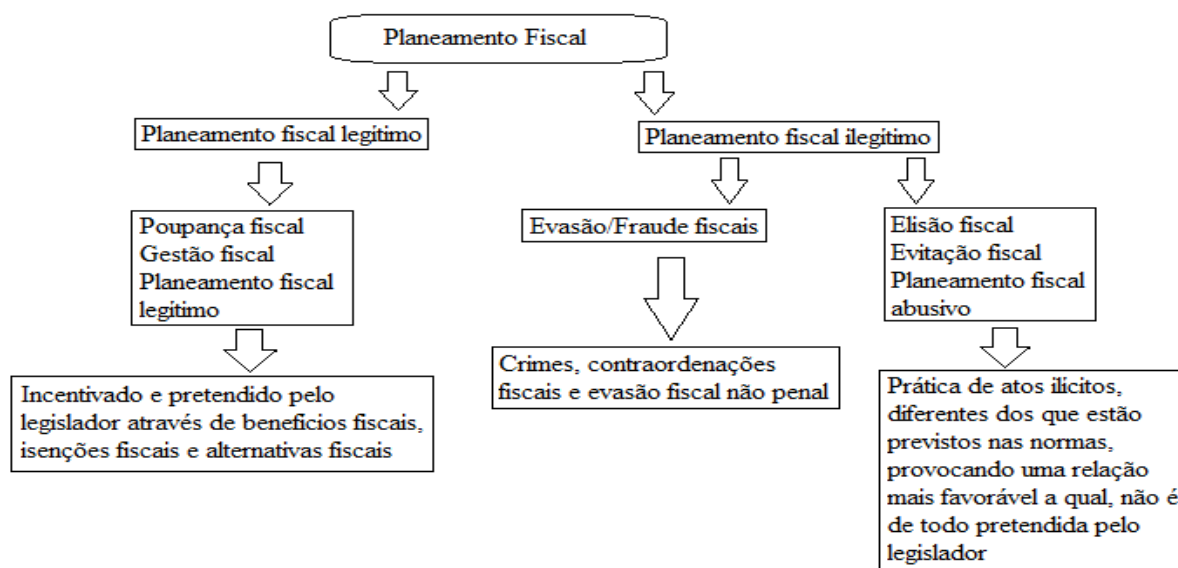 Planeamento Fiscal
Planeamento fiscal legítimo
Planeamento fiscal ilegítimo
Poupança fiscal
Gestão fiscal
Planeamento fiscal
legítimo
Evasão/Fraude fiscais
Elisão fiscal
Evitação fiscal
Planeamento fiscal
abusivo
Incentivado e pretendido pelo
legislador através de benefícios fiscais,
isenções fiscais e alternativas fiscais
Crimes, contraordenações
fiscais e evasão fiscal não penal
Prática de atos ilícitos,
diferentes dos que estão
previstos nas normas,
provocando uma relação
mais favorável a qual, não é
de todo pretendida pelo
legislador